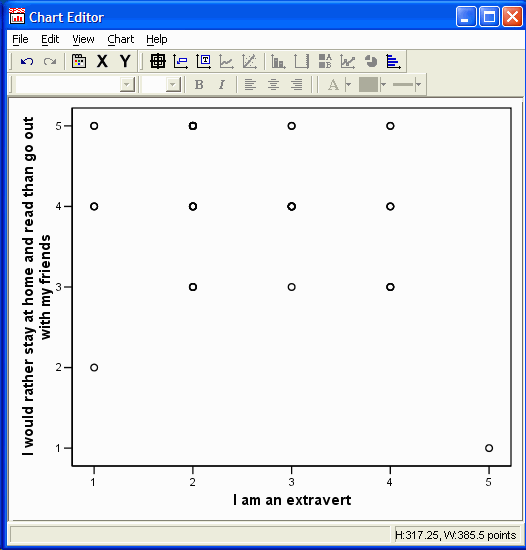 Chart Editor
File Edit View Chart Help
X Y
B I A
I would rather stay at home and read than go out
with my friends
5
4
3
2
1
1 2 3 4 5
I am an extravert
H:317.25, W:385.5 points